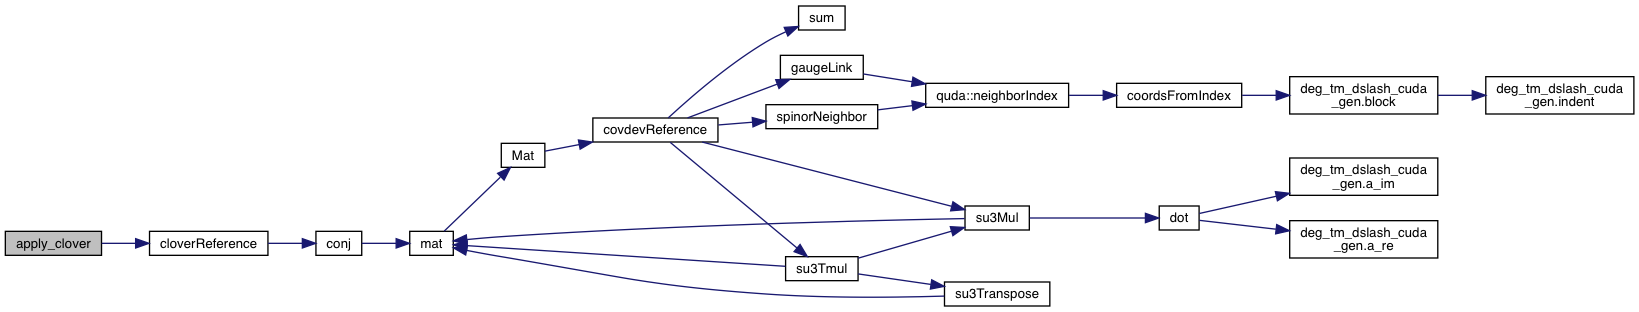 sum
gaugeLink
quda::neighborIndex
coordsFromIndex
deg_tm_dslash_cuda
_gen.block
deg_tm_dslash_cuda
_gen.indent
spinorNeighbor
covdevReference
Mat
deg_tm_dslash_cuda
_gen.a_im
su3Mul
dot
apply_clover
cloverReference
conj
mat
deg_tm_dslash_cuda
_gen.a_re
su3Tmul
su3Transpose